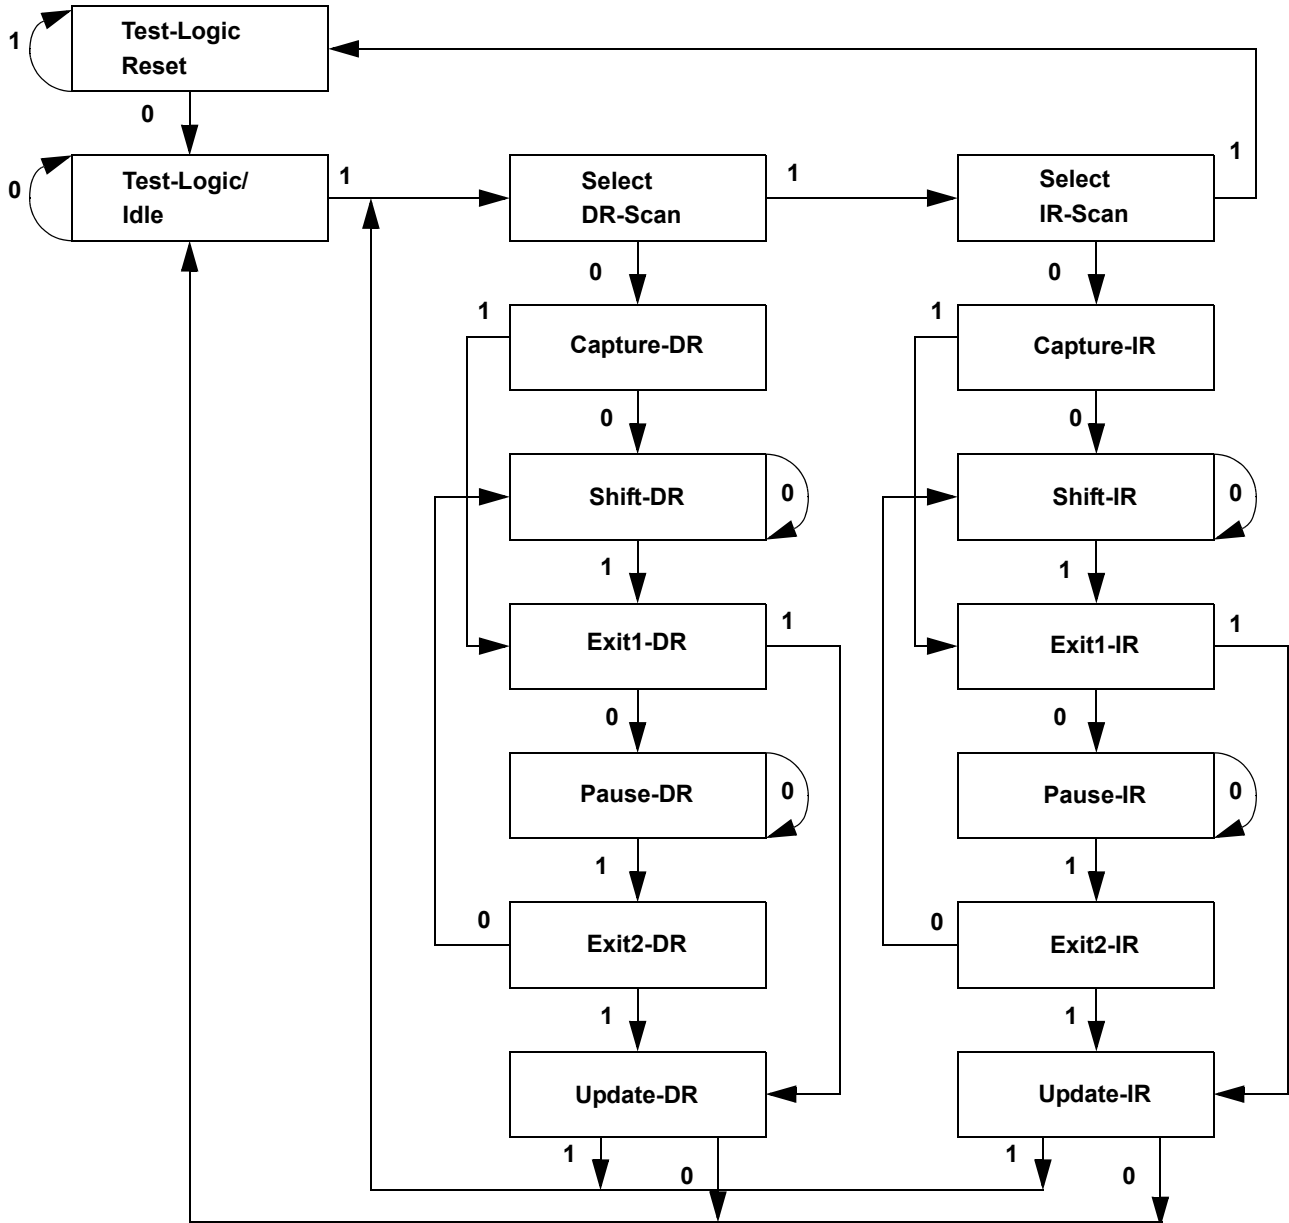 1
Test-Logic
Reset
0
0
Test-Logic/
Idle
1
Select
DR-Scan
1
Select
IR-Scan
1
0
0
1
Capture-DR
1
Capture-IR
0
0
Shift-DR
0
Shift-IR
0
1
1
Exit1-DR
1
Exit1-IR
1
0
0
Pause-DR
0
Pause-IR
0
1
1
0
Exit2-DR
0
Exit2-IR
1
1
Update-DR
Update-IR
1
0
1
0